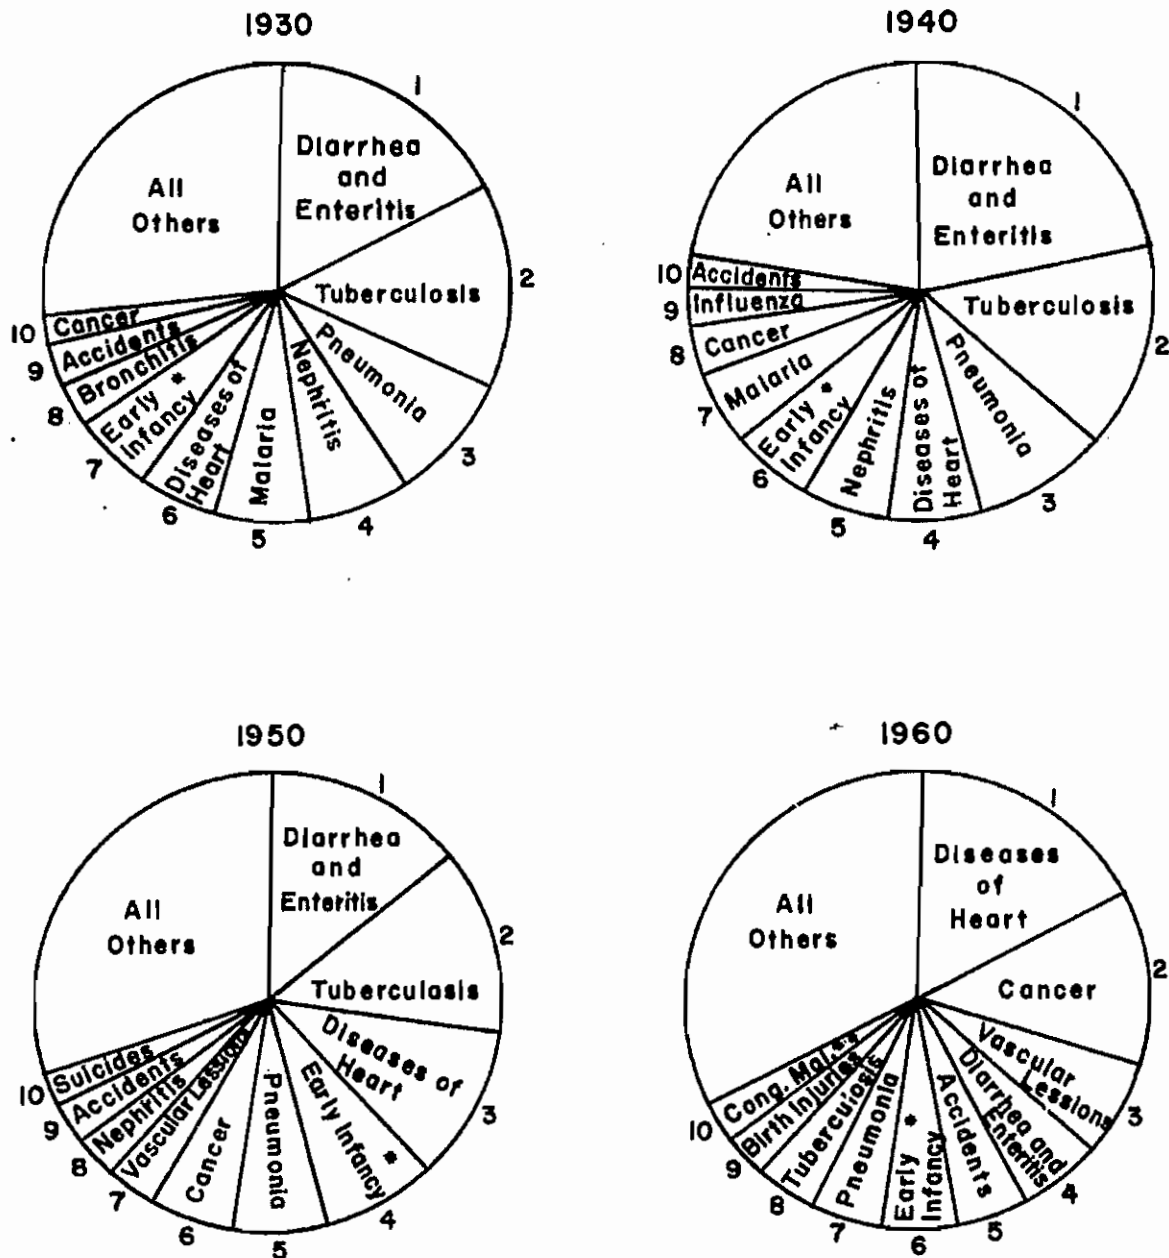 1930
1
Diarrhea
and
Enteritis
2
Tuberculosis
Pneumonia
3
Nephritis
4
Malaria
5
Diseases of
Heart
6
Early *
Infancy
7
Bronchitis
8
Accidents
9
Cancer
10
All
Others
1940
1
Diarrhea
and
Enteritis
Tuberculosis
2
Pneumonia
3
Diseases of
Heart
4
Nephritis
5
Early *
Infancy
6
Malaria
7
Cancer
8
Influenza
9
Accidents
10
All
Others
1950
1
Diarrhea
and
Enteritis
2
Tuberculasis
Diseases of
Heart
3
Early Infancy *
4
Pneumonia
5
Cancer
6
Vascular Lessions
7
Nephritis
8
Accidents
9
Suicides
10
All
Others
1960
1
Diseases
of
Heart
2
Cancer
Vascular
Lessions
3
Diarrhea and
Enteritis
4
Accidents
5
Early *
Infancy
6
Pneumonia
7
Tuberculosis
8
Birth Injuries
9
Cong. Mal.**
10
All
Others